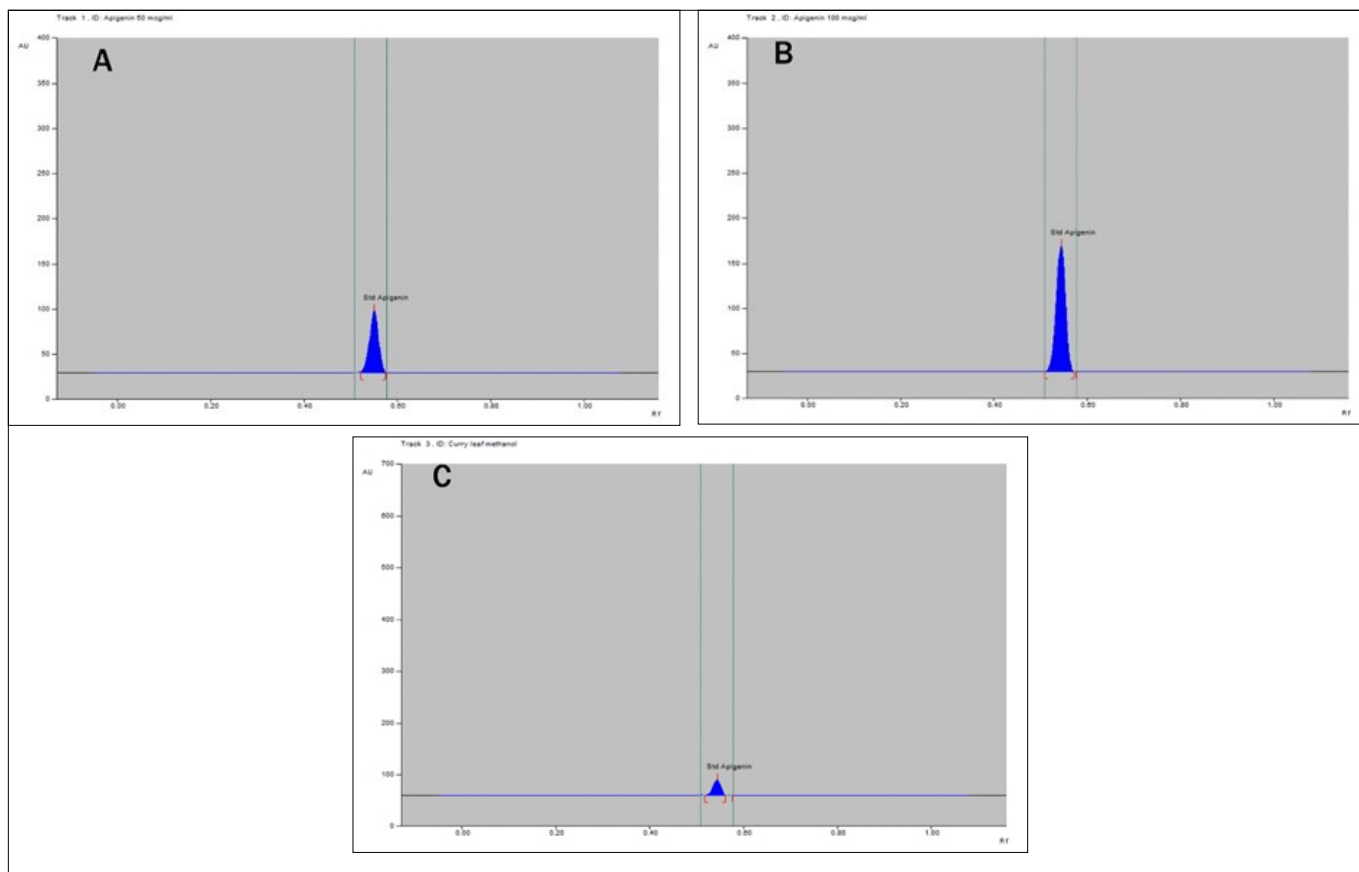 Track 1 , ID: Apigenin 50 mcg/ml
A
AU
400
350
300
250
200
150
100
50
0
Std Apigenin
0.00 0.20 0.40 0.60 0.80 1.00
Rf
Track 2 , ID: Apigenin 100 mcg/ml
B
AU
400
350
300
250
200
150
100
50
0
Std Apigenin
0.00 0.20 0.40 0.60 0.80 1.00
Rf
Track 3 , ID: Curry leaf methanol
C
AU
700
600
500
400
300
200
100
0
Std Apigenin
0.00 0.20 0.40 0.60 0.80 1.00
Rf